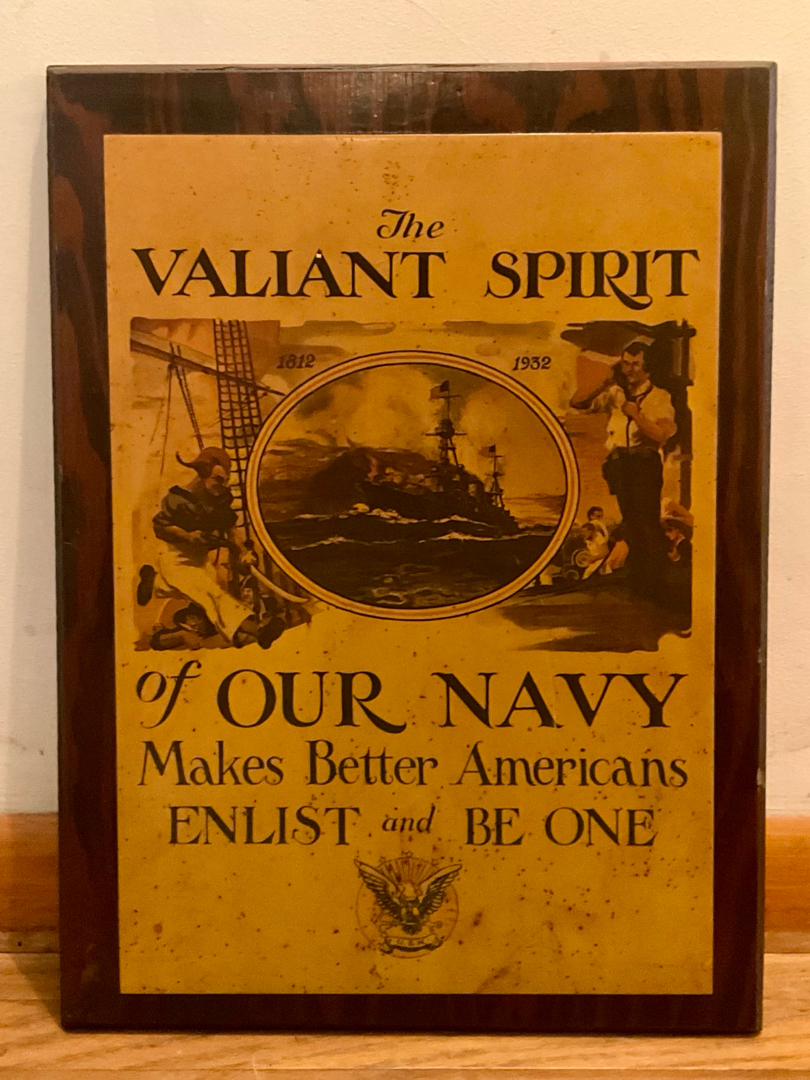 The
VALIANT SPIRIT
1812 1932
of OUR NAVY
Makes Better Americans
ENLIST and BE ONE
U.S.N.